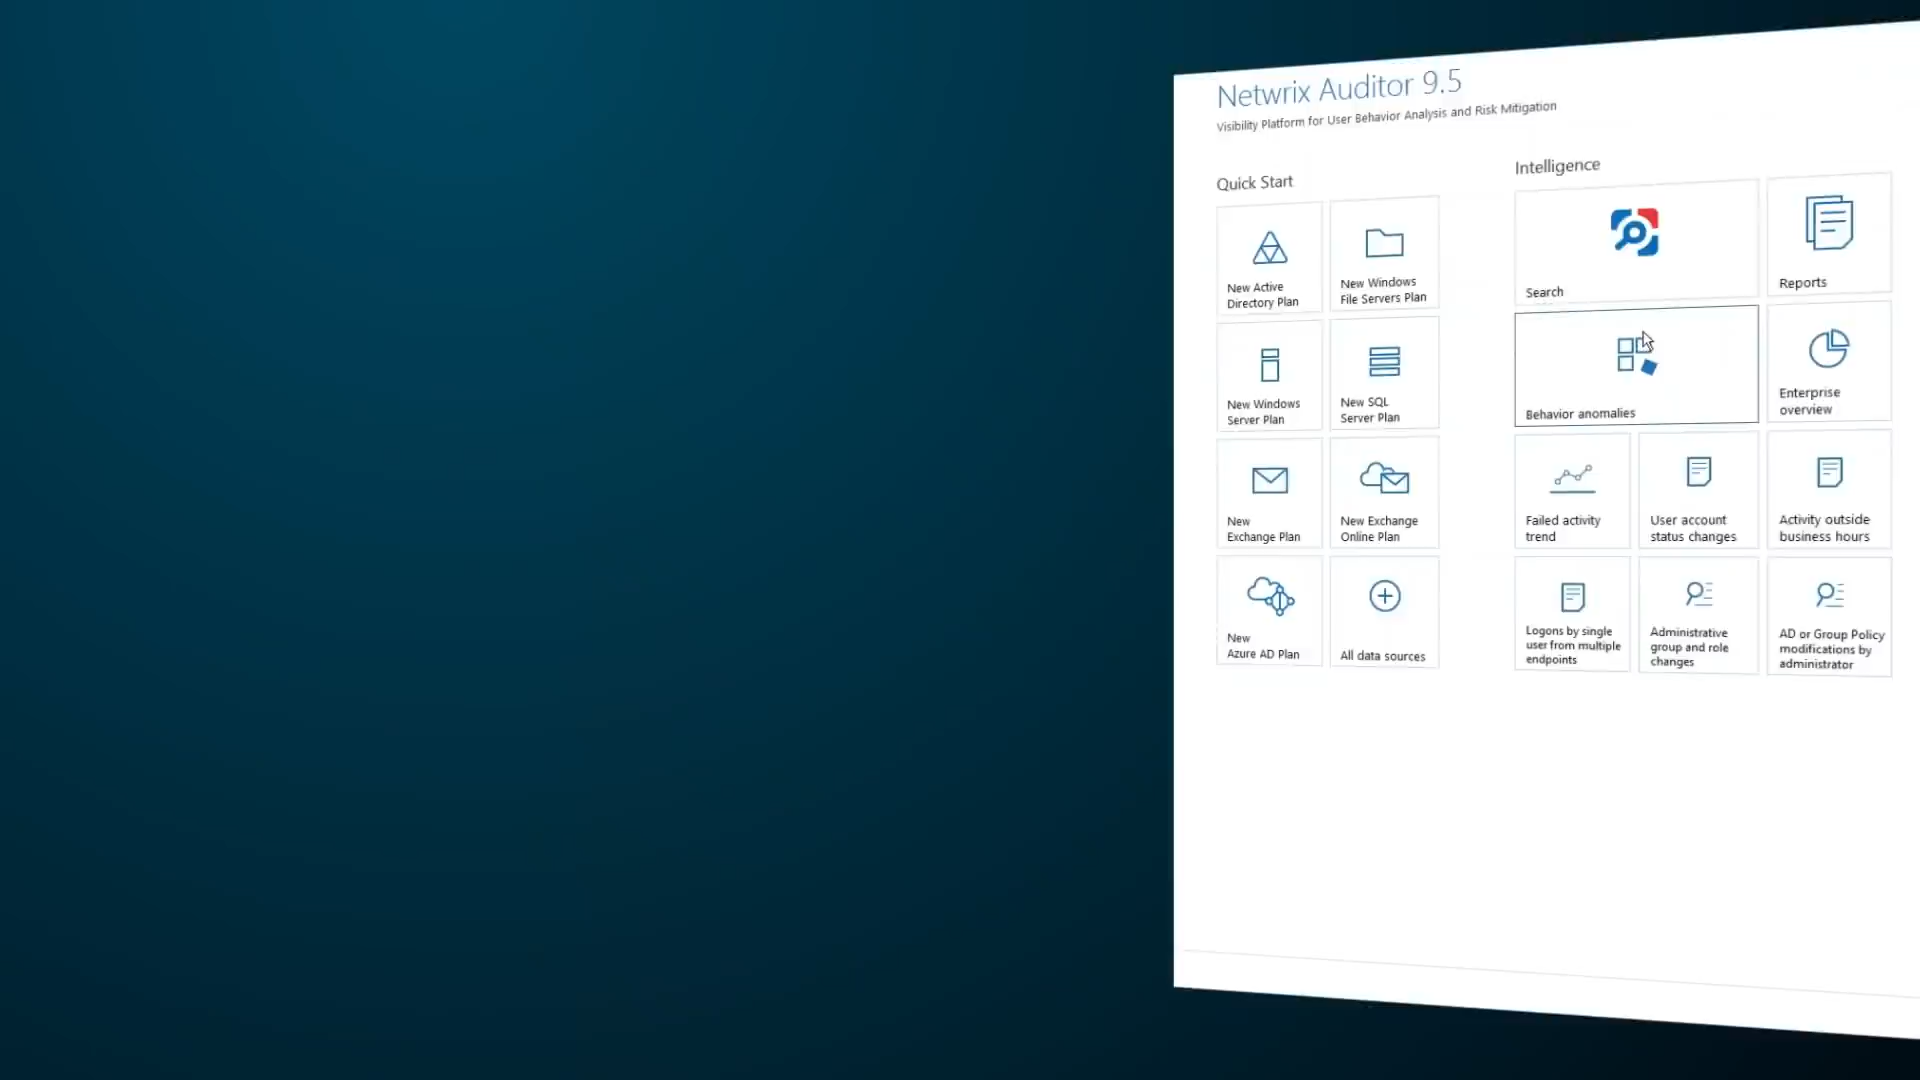 Netwrix Auditor 9.5
Visibility Platform for User Behavior Analysis and Risk Mitigation
Quick Start
New Active
Directory Plan
New Windows
File Servers Plan
New Windows
Server Plan
New SQL
Server Plan
New
Exchange Plan
New Exchange
Online Plan
New
Azure AD Plan
All data sources
Intelligence
Search
Reports
Behavior anomalies
Enterprise
overview
Failed activity
trend
User account
status changes
Activity outside
business hours
Logons by single
user from multiple
endpoints
Administrative
group and role
changes
AD or Group Policy
modifications by
administrator